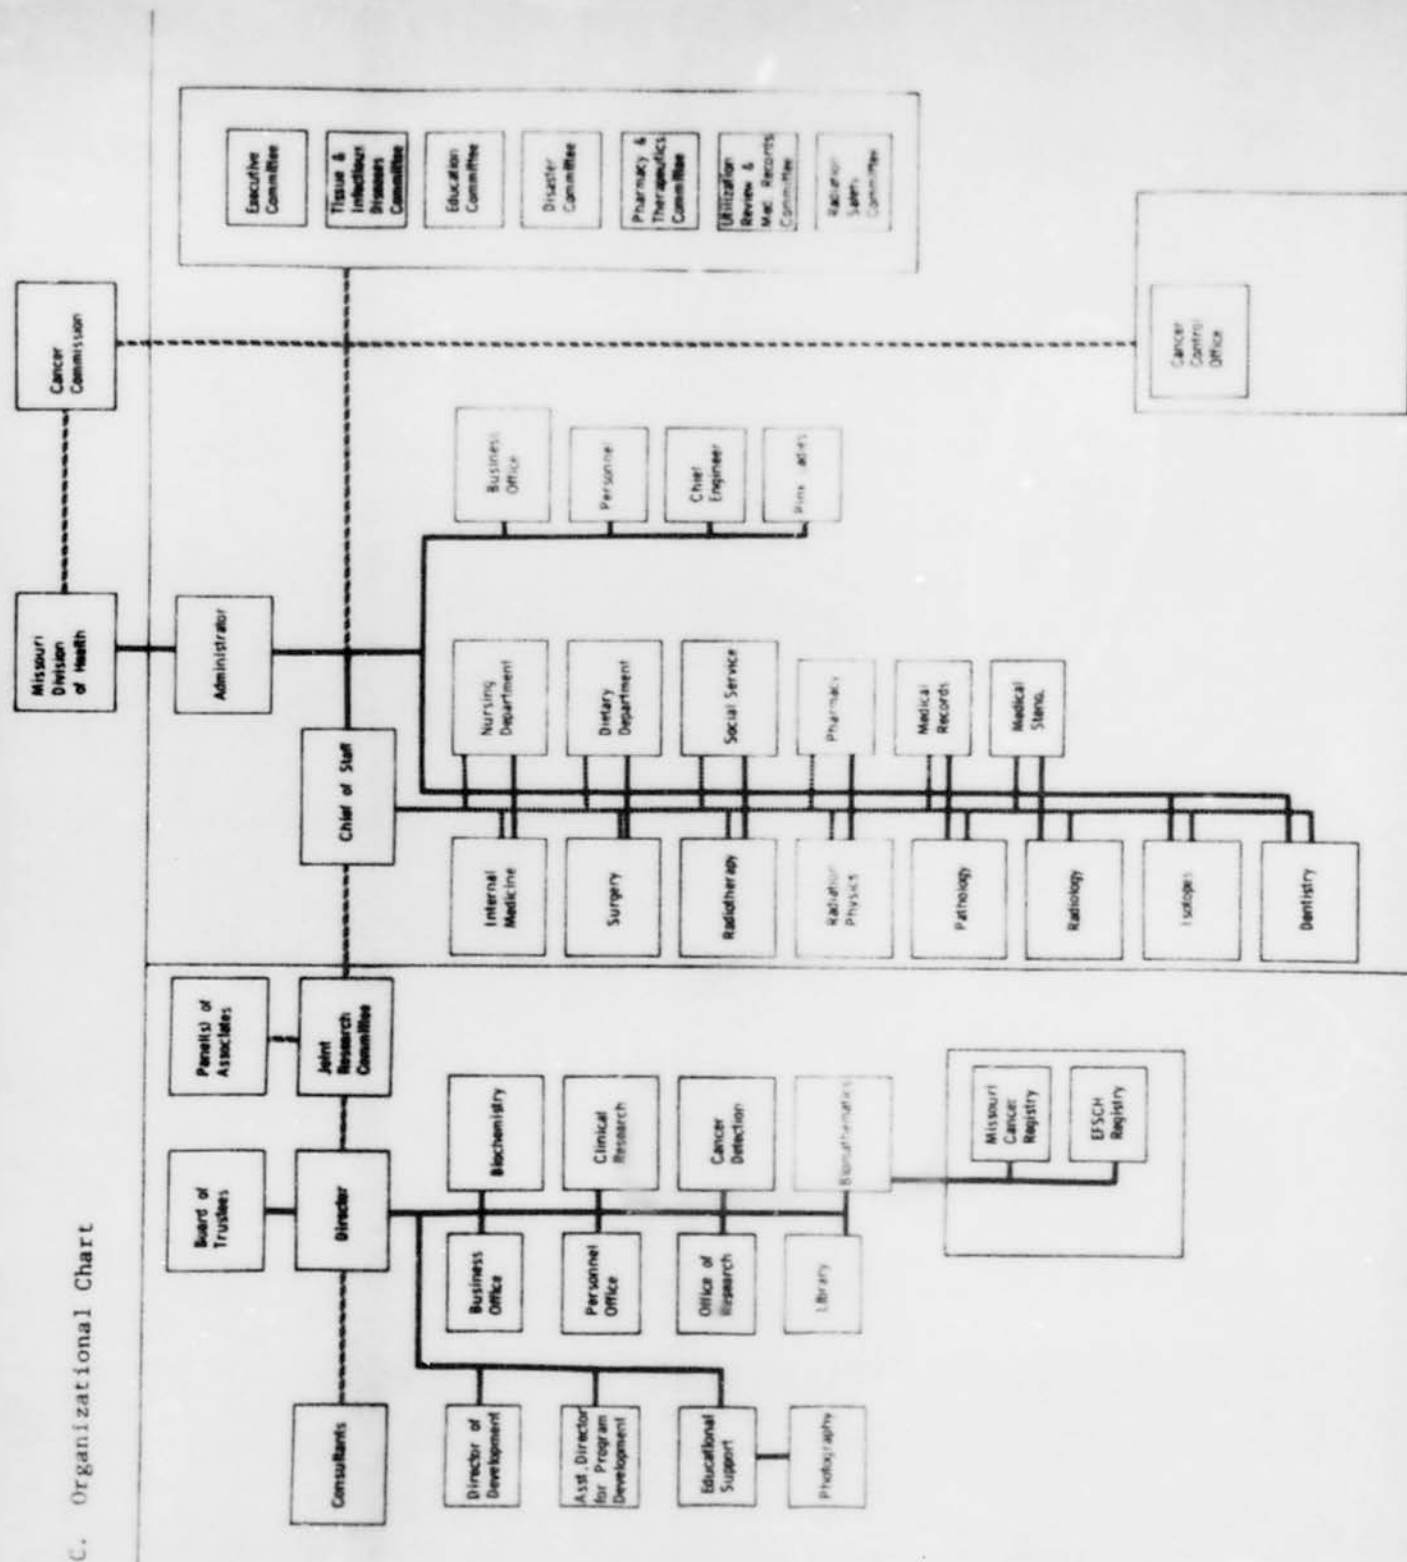 C. Organizational Chart
Missouri
Division
of Health
Cancer
Commission
Board of
Trustees
Panel(s) of
Associates
Administrator
Consultants
Director
Joint
Research
Committee
Chief of Staff
Executive
Committee
Tissue &
Infectious
Diseases
Committee
Education
Committee
Disaster
Committee
Pharmacy &
Therapeutics
Committee
Utilization
Review &
Med. Records
Committee
Radiation
Safety
Committee
Director of
Development
Asst. Director
for Program
Development
Educational
Support
Photography
Business
Office
Personnel
Office
Office of
Research
Library
Biochemistry
Clinical
Research
Cancer
Detection
Biomathematics
Missouri
Cancer
Registry
EFSCH
Registry
Internal
Medicine
Surgery
Radiotherapy
Radiation
Physics
Pathology
Radiology
Isotopes
Dentistry
Nursing
Department
Dietary
Department
Social Service
Pharmacy
Medical
Records
Medical
Steno.
Business
Office
Personnel
Chief
Engineer
Cancer
Control
Office